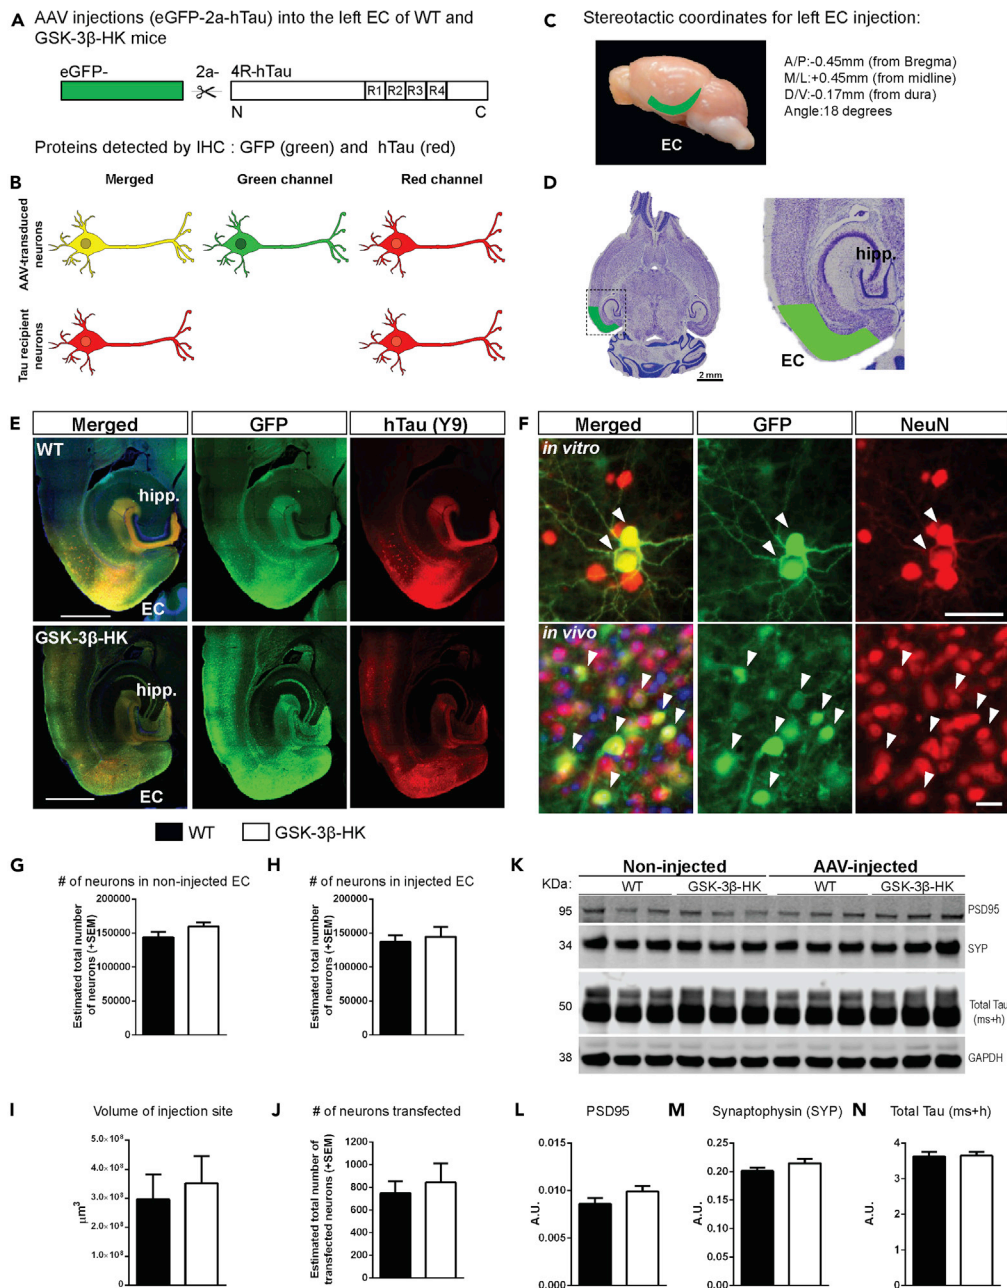 A AAV injections (eGFP-2a-hTau) into the left EC of WT and
GSK-3β-HK mice
eGFP- 2a- 4R-hTau
R1 R2 R3 R4
N C
Proteins detected by IHC : GFP (green) and hTau (red)
B Merged Green channel Red channel
AAV-transduced
neurons
Tau recipient
neurons
C Stereotactic coordinates for left EC injection:
A/P:-0.45mm (from Bregma)
M/L:+0.45mm (from midline)
D/V:-0.17mm (from dura)
Angle:18 degrees
EC
D
hipp.
EC
2 mm
E Merged GFP hTau (Y9)
WT
hipp.
EC
GSK-3β-HK
hipp.
EC
F Merged GFP NeuN
in vitro
in vivo
WT GSK-3β-HK
G # of neurons in non-injected EC
Estimated total number
of neurons (+SEM)
200000
150000
100000
50000
0
H # of neurons in injected EC
Estimated total number
of neurons (+SEM)
200000
150000
100000
50000
0
K Non-injected AAV-injected
KDa: WT GSK-3β-HK WT GSK-3β-HK
95 PSD95
34 SYP
50 Total Tau
(ms+h)
38 GAPDH
I Volume of injection site
μm³
5.0×10⁸
4.0×10⁸
3.0×10⁸
2.0×10⁸
1.0×10⁸
0
J # of neurons transfected
Estimated total number of
transfected neurons (+SEM)
1200
1000
800
600
400
200
0
L PSD95
A.U.
0.015
0.010
0.005
0.000
M Synaptophysin (SYP)
A.U.
0.25
0.20
0.15
0.10
0.05
0.00
N Total Tau (ms+h)
A.U.
4
3
2
1
0